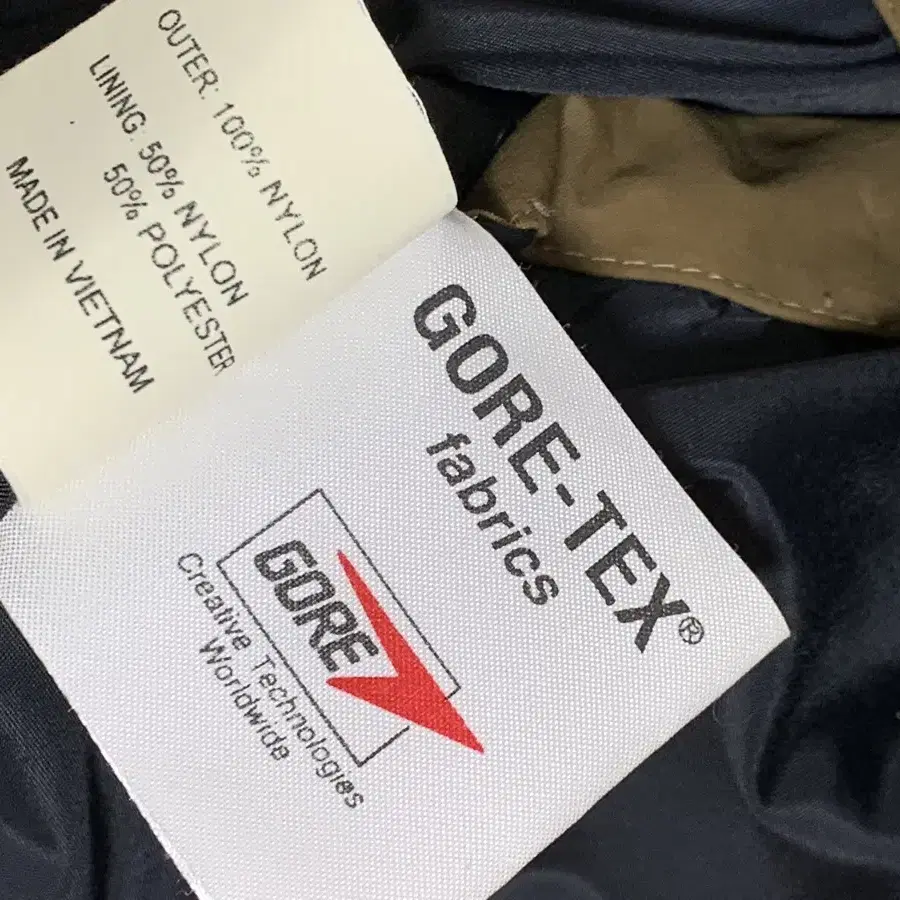 OUTER: 100% NYLON
LINING: 50% NYLON
50% POLYESTER
MADE IN VIETNAM
GORE-TEX®
fabrics
GORE
Creative Technologies
Worldwide